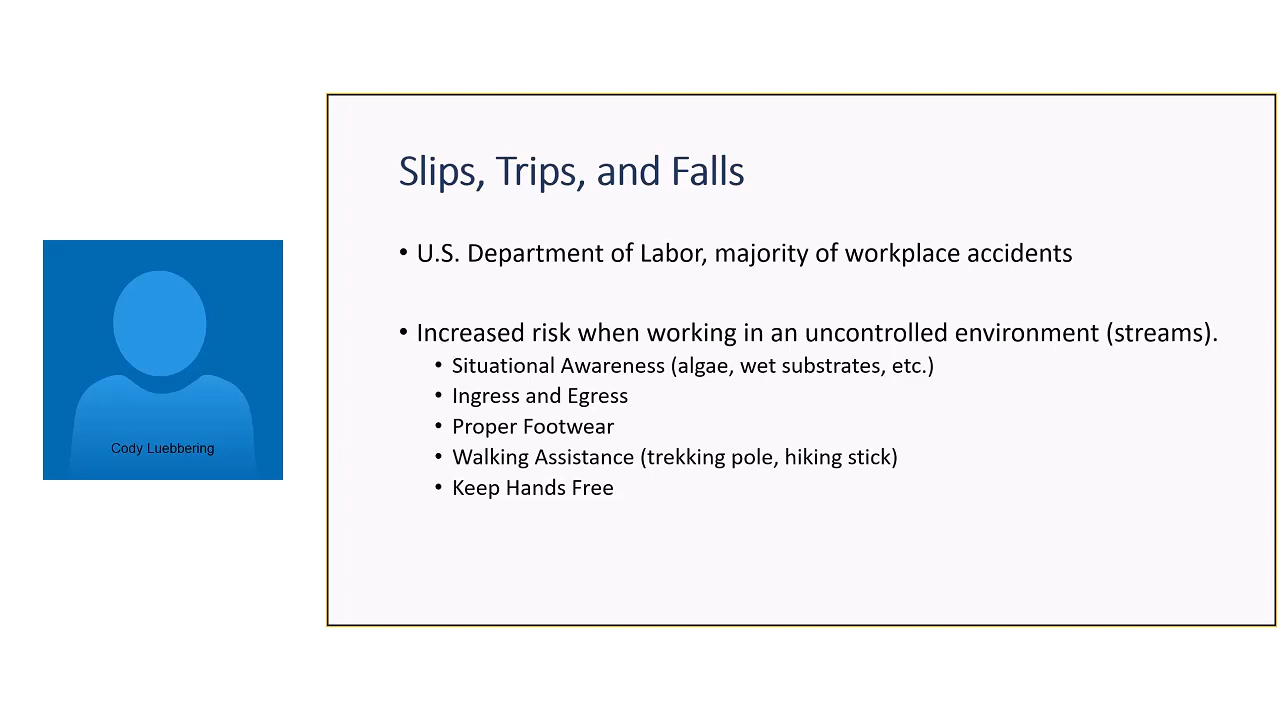 Slips, Trips, and Falls
• U.S. Department of Labor, majority of workplace accidents
• Increased risk when working in an uncontrolled environment (streams).
• Situational Awareness (algae, wet substrates, etc.)
• Ingress and Egress
• Proper Footwear
• Walking Assistance (trekking pole, hiking stick)
• Keep Hands Free
Cody Luebbering